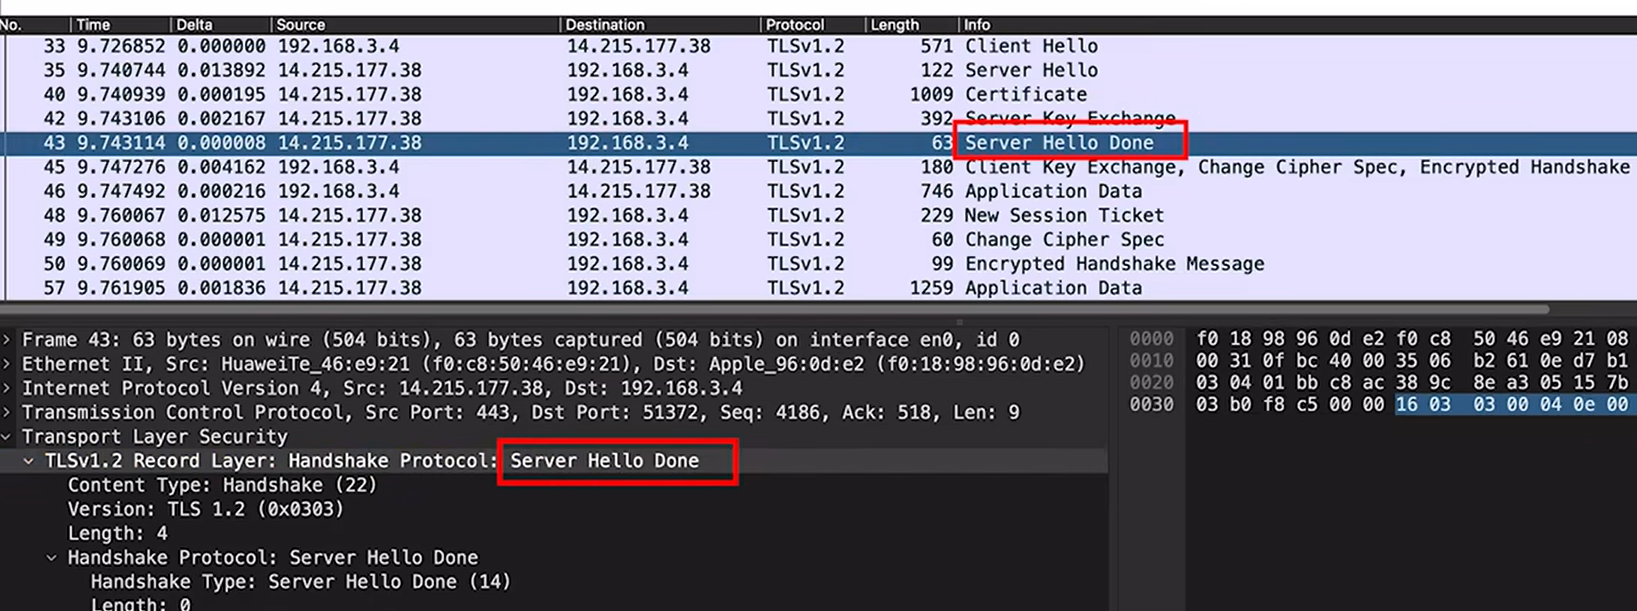 No. Time Delta Source Destination Protocol Length Info
33 9.726852 0.000000 192.168.3.4 14.215.177.38 TLSv1.2 571 Client Hello
35 9.740744 0.013892 14.215.177.38 192.168.3.4 TLSv1.2 122 Server Hello
40 9.740939 0.000195 14.215.177.38 192.168.3.4 TLSv1.2 1009 Certificate
42 9.743106 0.002167 14.215.177.38 192.168.3.4 TLSv1.2 392 Server Key Exchange
43 9.743114 0.000008 14.215.177.38 192.168.3.4 TLSv1.2 63 Server Hello Done
45 9.747276 0.004162 192.168.3.4 14.215.177.38 TLSv1.2 180 Client Key Exchange, Change Cipher Spec, Encrypted Handshake
46 9.747492 0.000216 192.168.3.4 14.215.177.38 TLSv1.2 746 Application Data
48 9.760067 0.012575 14.215.177.38 192.168.3.4 TLSv1.2 229 New Session Ticket
49 9.760068 0.000001 14.215.177.38 192.168.3.4 TLSv1.2 60 Change Cipher Spec
50 9.760069 0.000001 14.215.177.38 192.168.3.4 TLSv1.2 99 Encrypted Handshake Message
57 9.761905 0.001836 14.215.177.38 192.168.3.4 TLSv1.2 1259 Application Data
Frame 43: 63 bytes on wire (504 bits), 63 bytes captured (504 bits) on interface en0, id 0
Ethernet II, Src: HuaweiTe_46:e9:21 (f0:c8:50:46:e9:21), Dst: Apple_96:0d:e2 (f0:18:98:96:0d:e2)
Internet Protocol Version 4, Src: 14.215.177.38, Dst: 192.168.3.4
Transmission Control Protocol, Src Port: 443, Dst Port: 51372, Seq: 4186, Ack: 518, Len: 9
Transport Layer Security
TLSv1.2 Record Layer: Handshake Protocol: Server Hello Done
Content Type: Handshake (22)
Version: TLS 1.2 (0x0303)
Length: 4
Handshake Protocol: Server Hello Done
Handshake Type: Server Hello Done (14)
Length: 0
0000 f0 18 98 96 0d e2 f0 c8 50 46 e9 21 08
0010 00 31 0f bc 40 00 35 06 b2 61 0e d7 b1
0020 03 04 01 bb c8 ac 38 9c 8e a3 05 15 7b
0030 03 b0 f8 c5 00 00 16 03 03 00 04 0e 00